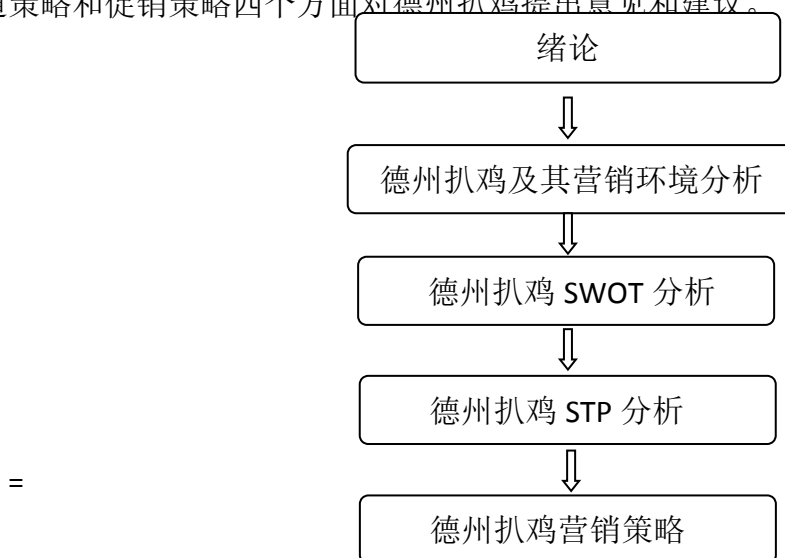 策略和促销策略四个方面对德州扒鸡提出意见和建议。
绪论
德州扒鸡及其营销环境分析
德州扒鸡 SWOT 分析
德州扒鸡 STP 分析
=
德州扒鸡营销策略